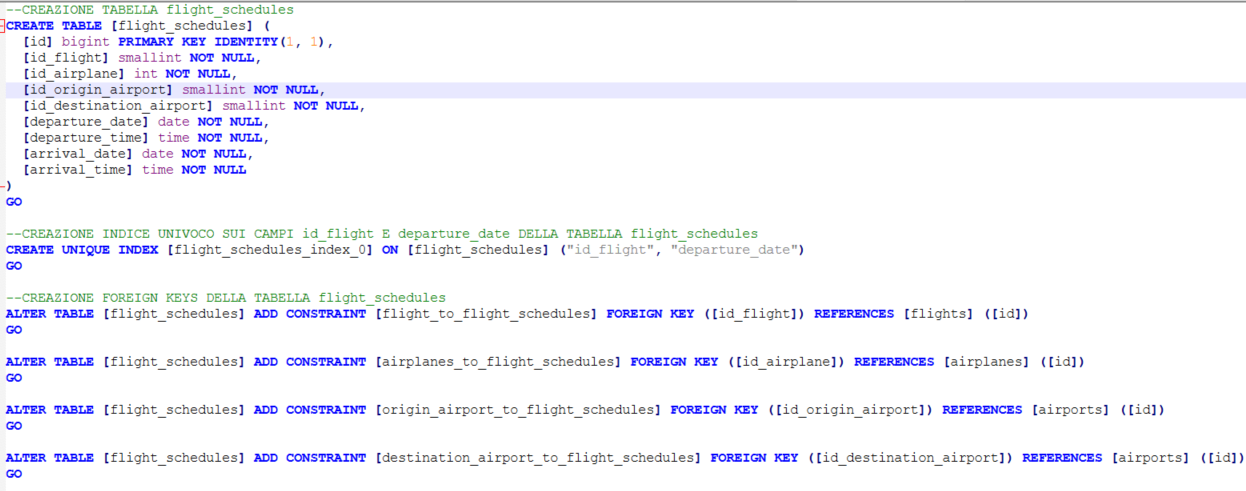 --CREAZIONE TABELLA flight_schedules
CREATE TABLE [flight_schedules] (
[id] bigint PRIMARY KEY IDENTITY(1, 1),
[id_flight] smallint NOT NULL,
[id_airplane] int NOT NULL,
[id_origin_airport] smallint NOT NULL,
[id_destination_airport] smallint NOT NULL,
[departure_date] date NOT NULL,
[departure_time] time NOT NULL,
[arrival_date] date NOT NULL,
[arrival_time] time NOT NULL
)
GO
--CREAZIONE INDICE UNIVOCO SUI CAMPI id_flight E departure_date DELLA TABELLA flight_schedules
CREATE UNIQUE INDEX [flight_schedules_index_0] ON [flight_schedules] ("id_flight", "departure_date")
GO
--CREAZIONE FOREIGN KEYS DELLA TABELLA flight_schedules
ALTER TABLE [flight_schedules] ADD CONSTRAINT [flight_to_flight_schedules] FOREIGN KEY ([id_flight]) REFERENCES [flights] ([id])
GO
ALTER TABLE [flight_schedules] ADD CONSTRAINT [airplanes_to_flight_schedules] FOREIGN KEY ([id_airplane]) REFERENCES [airplanes] ([id])
GO
ALTER TABLE [flight_schedules] ADD CONSTRAINT [origin_airport_to_flight_schedules] FOREIGN KEY ([id_origin_airport]) REFERENCES [airports] ([id])
GO
ALTER TABLE [flight_schedules] ADD CONSTRAINT [destination_airport_to_flight_schedules] FOREIGN KEY ([id_destination_airport]) REFERENCES [airports] ([id])
GO